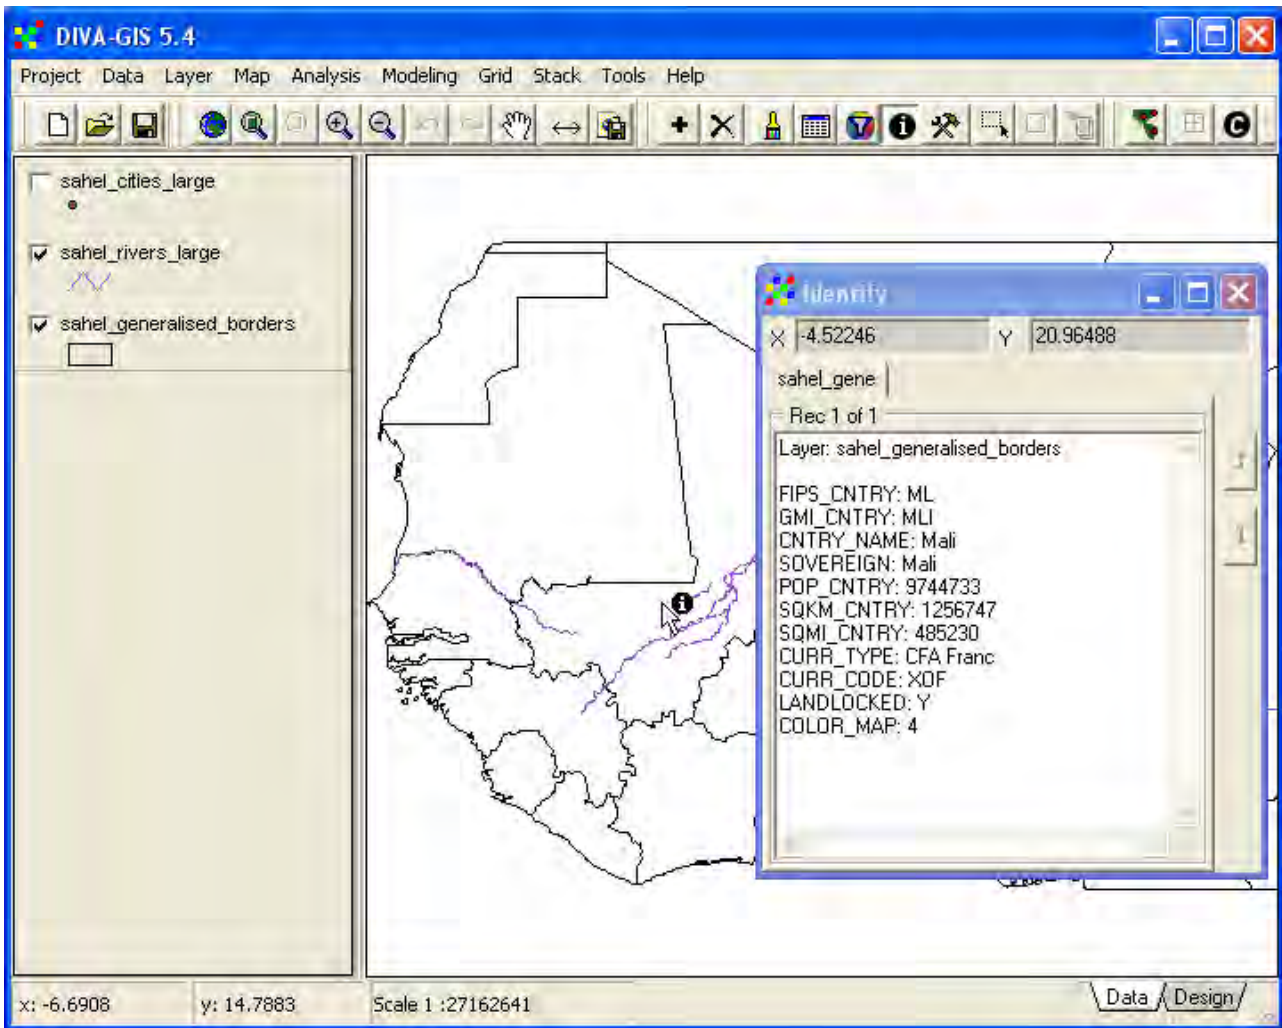 DIVA-GIS 5.4
Project Data Layer Map Analysis Modeling Grid Stack Tools Help
sahel_cities_large
sahel_rivers_large
sahel_generalised_borders
Identify
X -4.52246 Y 20.96488
sahel_gene
Rec 1 of 1
Layer: sahel_generalised_borders
FIPS_CNTRY: ML
GMI_CNTRY: MLI
CNTRY_NAME: Mali
SOVEREIGN: Mali
POP_CNTRY: 9744733
SQKM_CNTRY: 1256747
SQMI_CNTRY: 485230
CURR_TYPE: CFA Franc
CURR_CODE: XOF
LANDLOCKED: Y
COLOR_MAP: 4
x: -6.6908 y: 14.7883 Scale 1 :27162641 Data Design